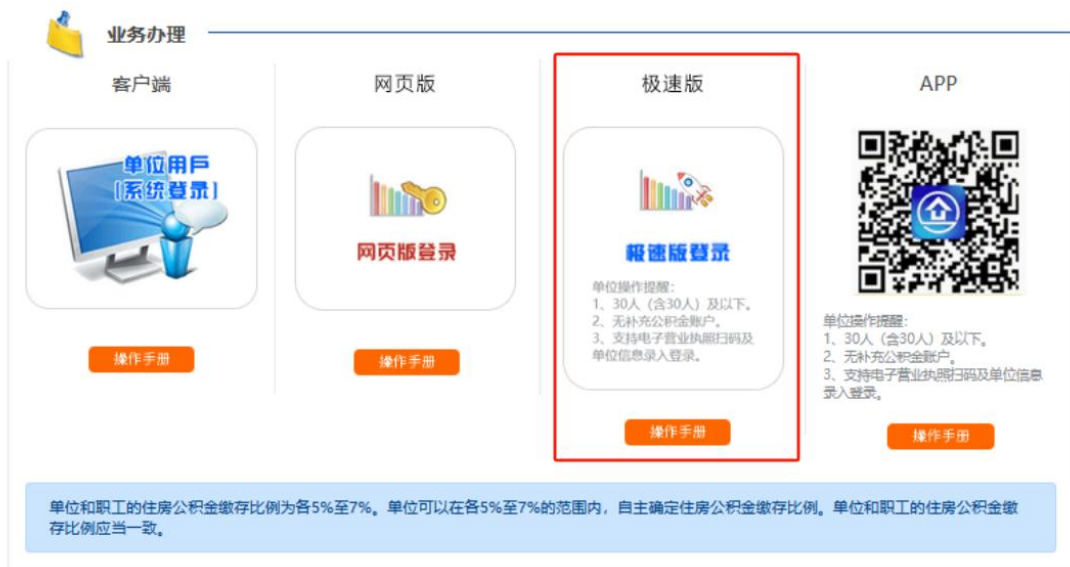 业务办理
客户端
网页版
极速版
APP
单位用戶
[系统登录]
网页版登录
极速版登录
单位操作提醒：
1、30人（含30人）及以下。
2、无补充公积金账户。
3、支持电子营业执照扫码及
单位信息录入登录。
单位操作提醒：
1、30人（含30人）及以下。
2、无补充公积金账户。
3、支持电子营业执照扫码及单位信息
录入登录。
操作手册
操作手册
操作手册
操作手册
单位和职工的住房公积金缴存比例为各5%至7%。单位可以在各5%至7%的范围内，自主确定住房公积金缴存比例。单位和职工的住房公积金缴
存比例应当一致。